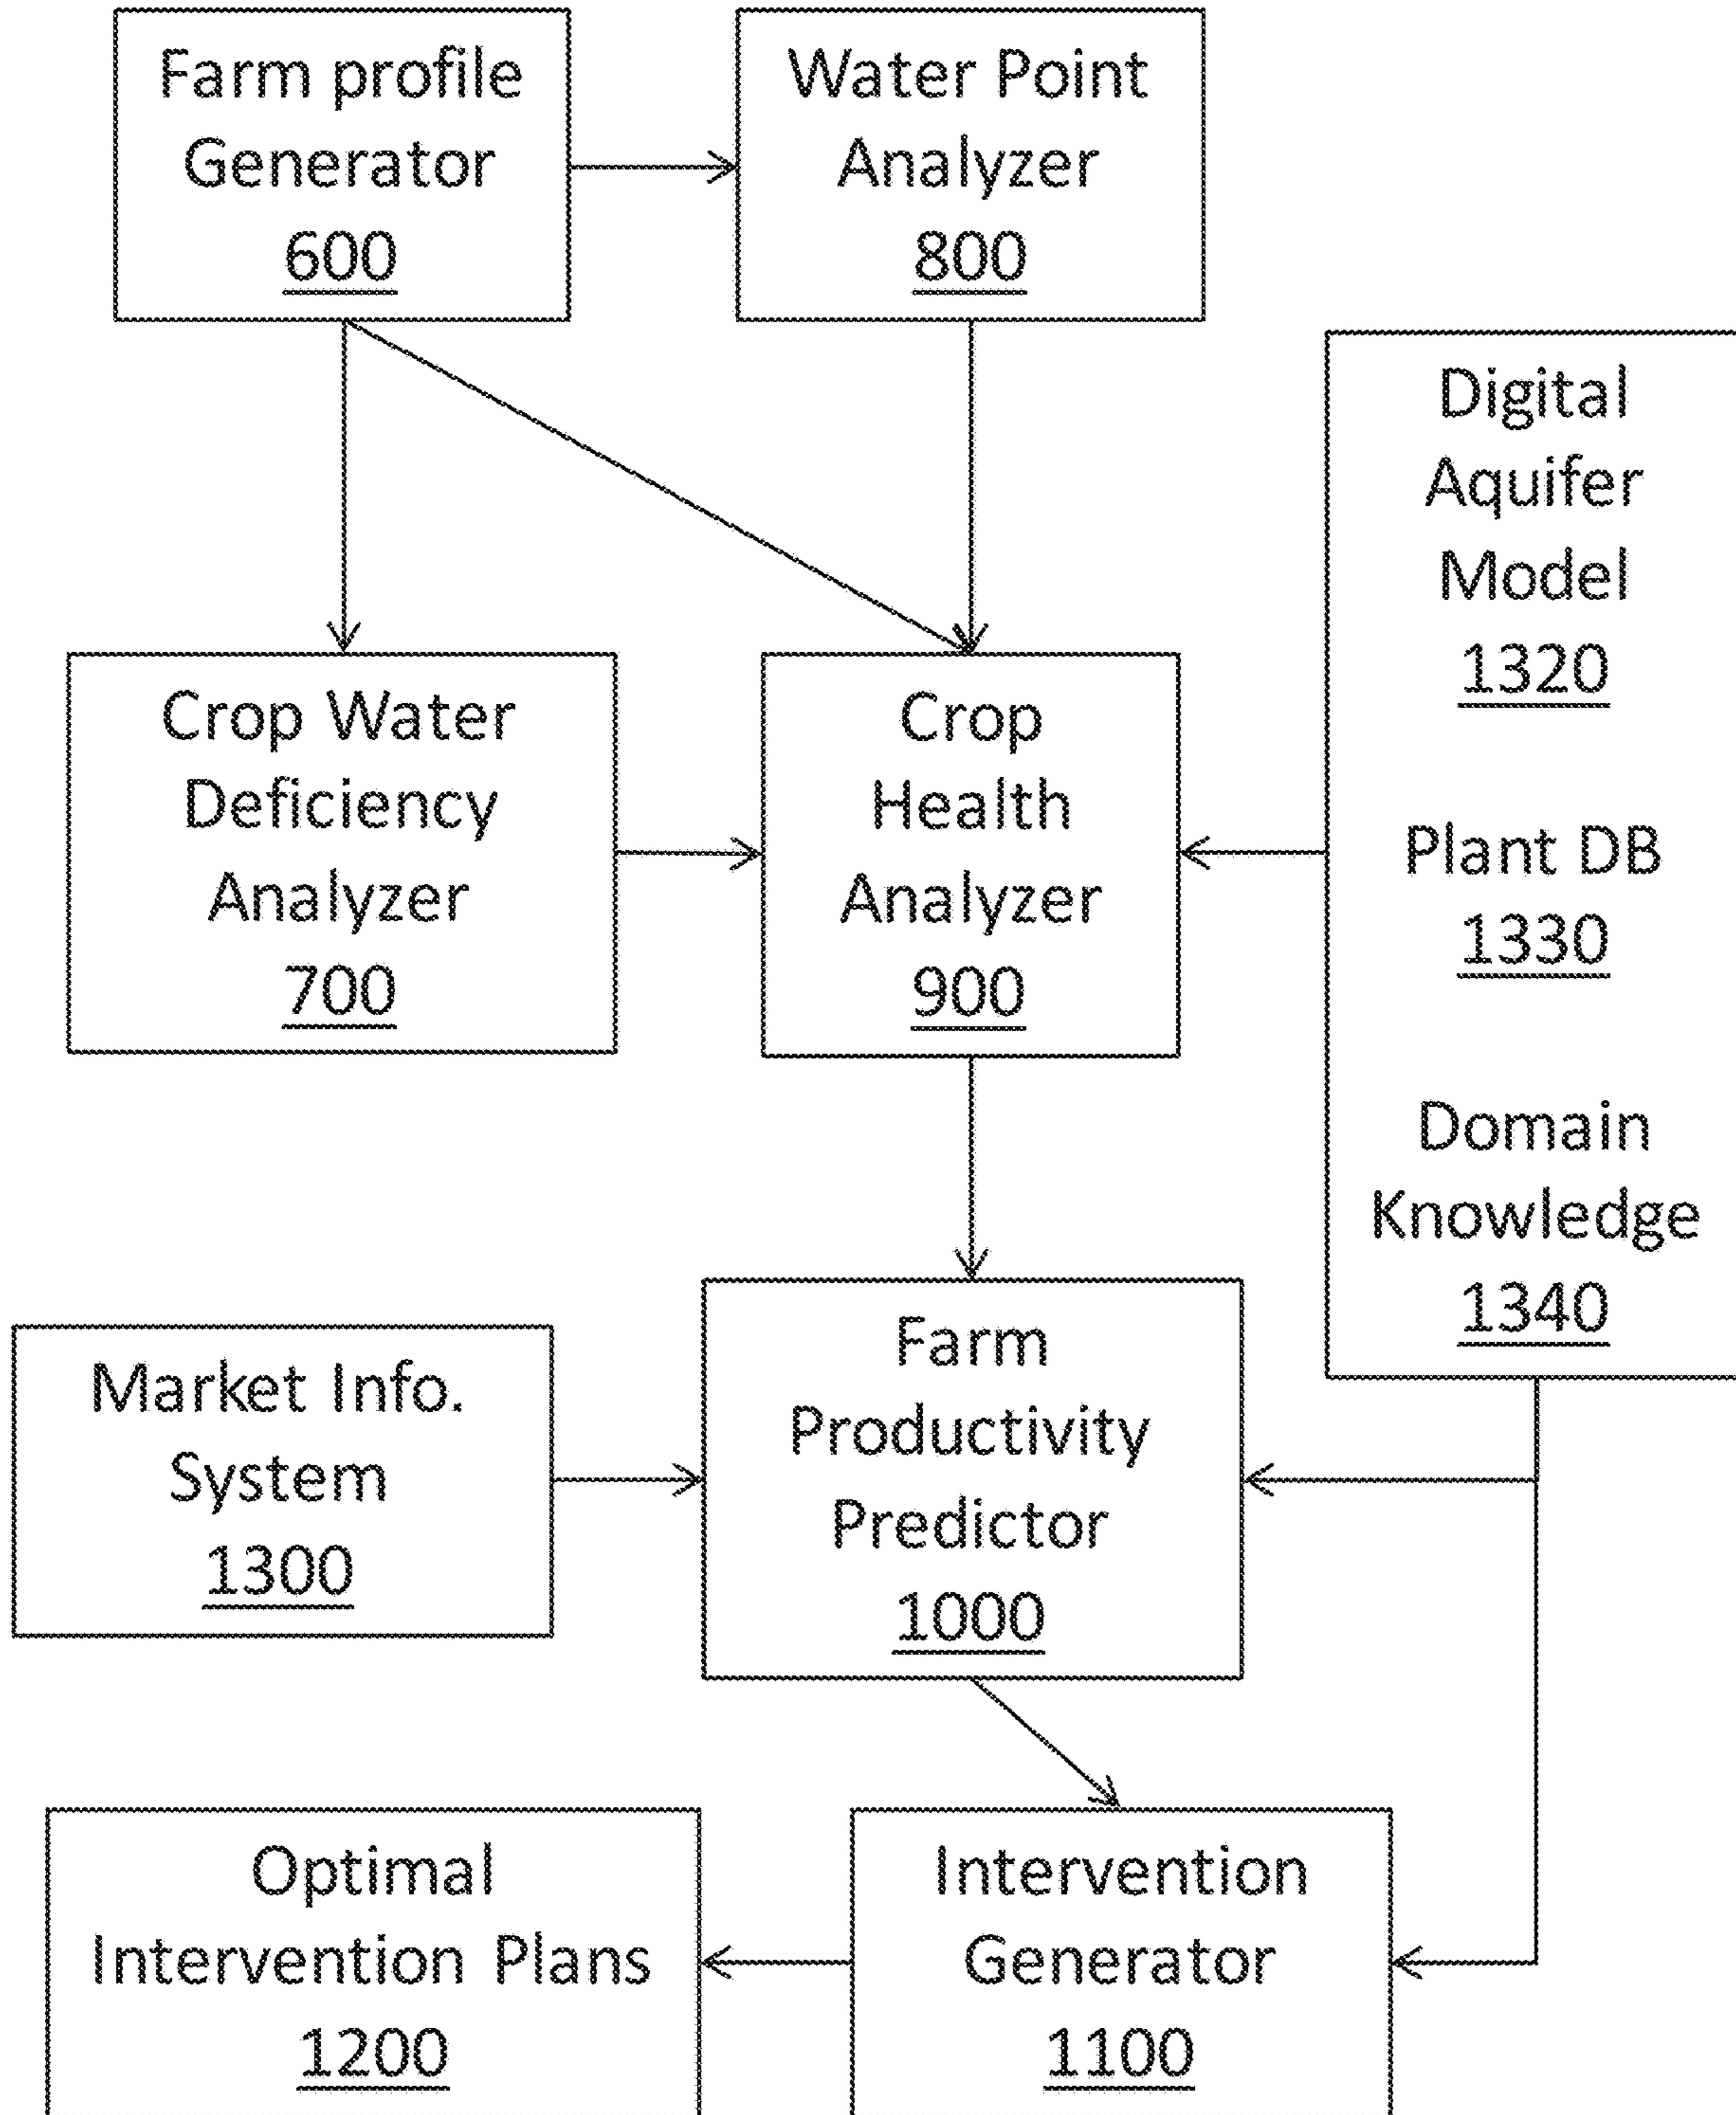 Farm profile
Generator
600
Water Point
Analyzer
800
Digital
Aquifer
Model
1320
Plant DB
1330
Domain
Knowledge
1340
Crop Water
Deficiency
Analyzer
700
Crop
Health
Analyzer
900
Market Info.
System
1300
Farm
Productivity
Predictor
1000
Optimal
Intervention Plans
1200
Intervention
Generator
1100